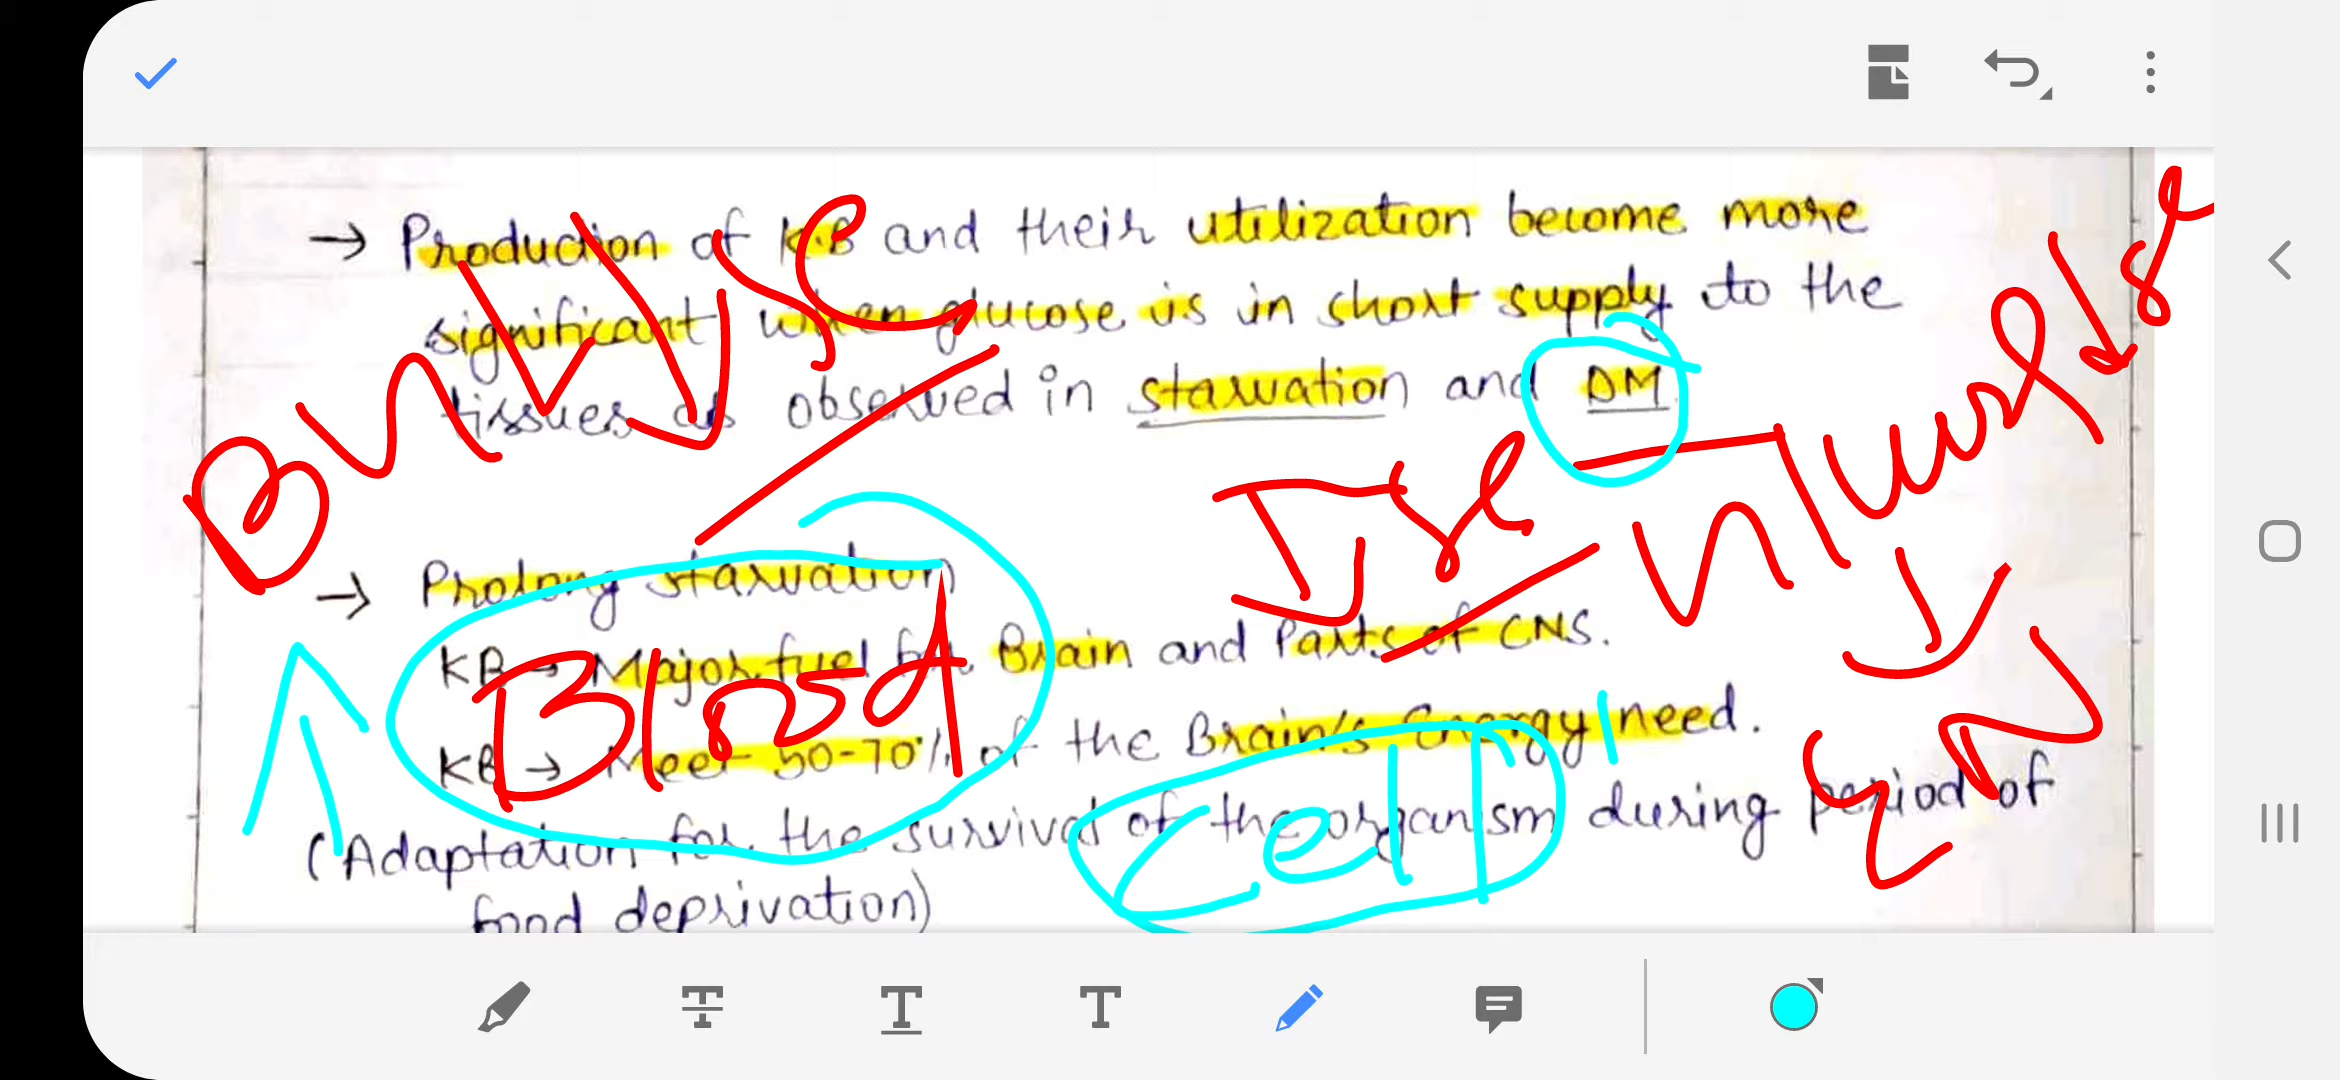 → Production of K.B and their utilization become more
significant when glucose is in short supply to the
tissues as observed in starvation and DM
→ Prolong starvation
KB → Major fuel for Brain and Parts of CNS.
KB → Meet 50-70% of the Brain's Energy need.
(Adaptation for the survival of the organism during period of
food deprivation)
Blood
cell